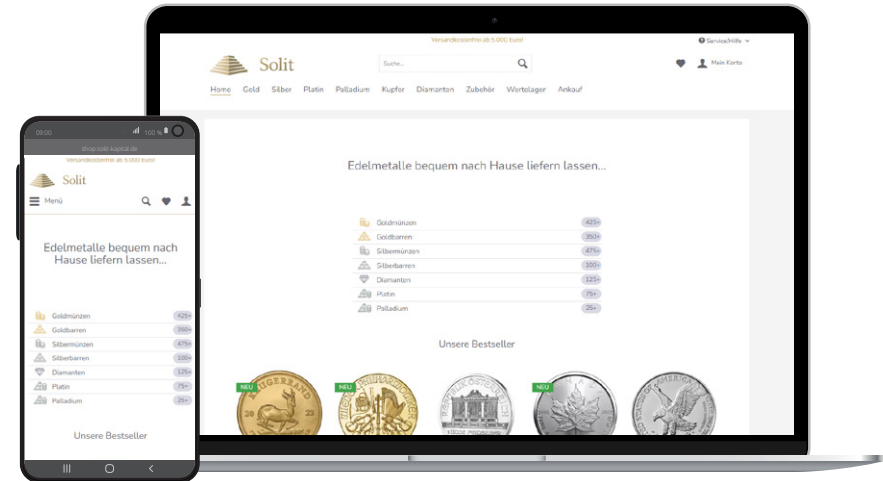 Versandkostenfrei ab 5.000 Euro!
Service/Hilfe
Solit
Suche...
Mein Konto
Home Gold Silber Platin Palladium Kupfer Diamanten Zubehör Wertelager Ankauf
Edelmetalle bequem nach Hause liefern lassen...
Goldmünzen 425+
Goldbarren 350+
Silbermünzen 475+
Silberbarren 100+
Diamanten 125+
Platin 75+
Palladium 25+
Unsere Bestseller
NEU
NEU
NEU
KRUGERRAND
20 23
09:00 100 %
shop.solit-kapital.de
Versandkostenfrei ab 5.000 Euro!
Solit
Menü
Edelmetalle bequem nach
Hause liefern lassen...
Goldmünzen 425+
Goldbarren 350+
Silbermünzen 475+
Silberbarren 100+
Diamanten 125+
Platin 75+
Palladium 25+
Unsere Bestseller